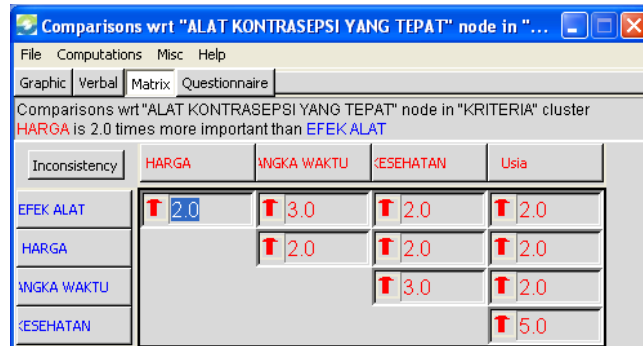 Comparisons wrt "ALAT KONTRASEPSI YANG TEPAT" node in "...
File Computations Misc Help
Graphic Verbal Matrix Questionnaire
Comparisons wrt "ALAT KONTRASEPSI YANG TEPAT" node in "KRITERIA" cluster
HARGA is 2.0 times more important than EFEK ALAT
Inconsistency HARGA ANGKA WAKTU KESEHATAN Usia
EFEK ALAT 2.0 3.0 2.0 2.0
HARGA 2.0 2.0 2.0
ANGKA WAKTU 3.0 2.0
KESEHATAN 5.0